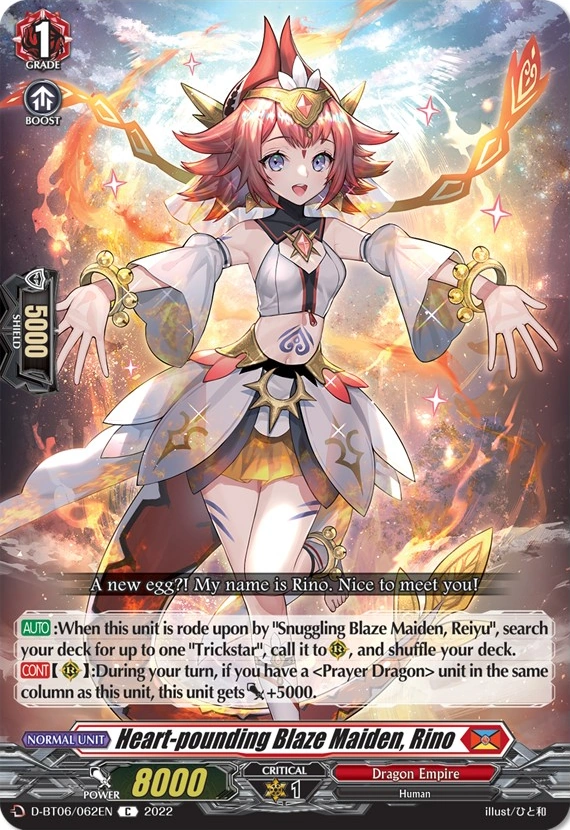 1
GRADE
BOOST
5000
SHIELD
A new egg?! My name is Rino. Nice to meet you!
AUTO:When this unit is rode upon by "Snuggling Blaze Maiden, Reiyu", search
your deck for up to one "Trickstar", call it to , and shuffle your deck.
CONT【 】:During your turn, if you have a <Prayer Dragon> unit in the same
column as this unit, this unit gets +5000.
NORMAL UNIT Heart-pounding Blaze Maiden, Rino
POWER 8000 CRITICAL 1 Dragon Empire
Human
D-BT06/062EN C 2022 illust/ひと和